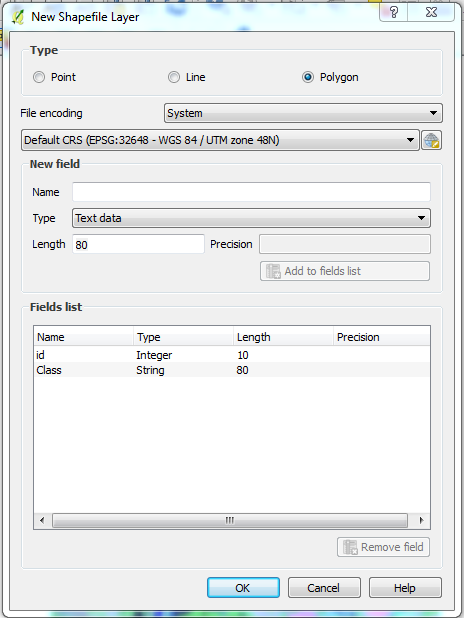 New Shapefile Layer
Type
Point Line Polygon
File encoding System
Default CRS (EPSG:32648 - WGS 84 / UTM zone 48N)
New field
Name
Type Text data
Length 80 Precision
Add to fields list
Fields list
Name Type Length Precision
id Integer 10
Class String 80
Remove field
OK Cancel Help